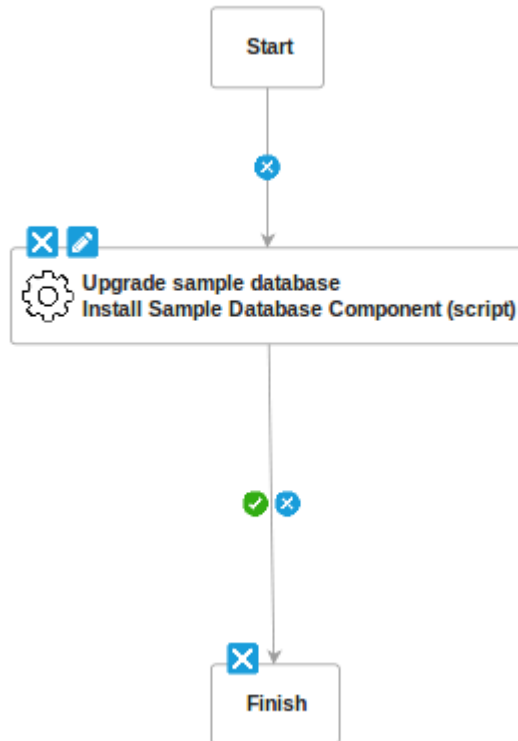 Start
Upgrade sample database
Install Sample Database Component (script)
Finish